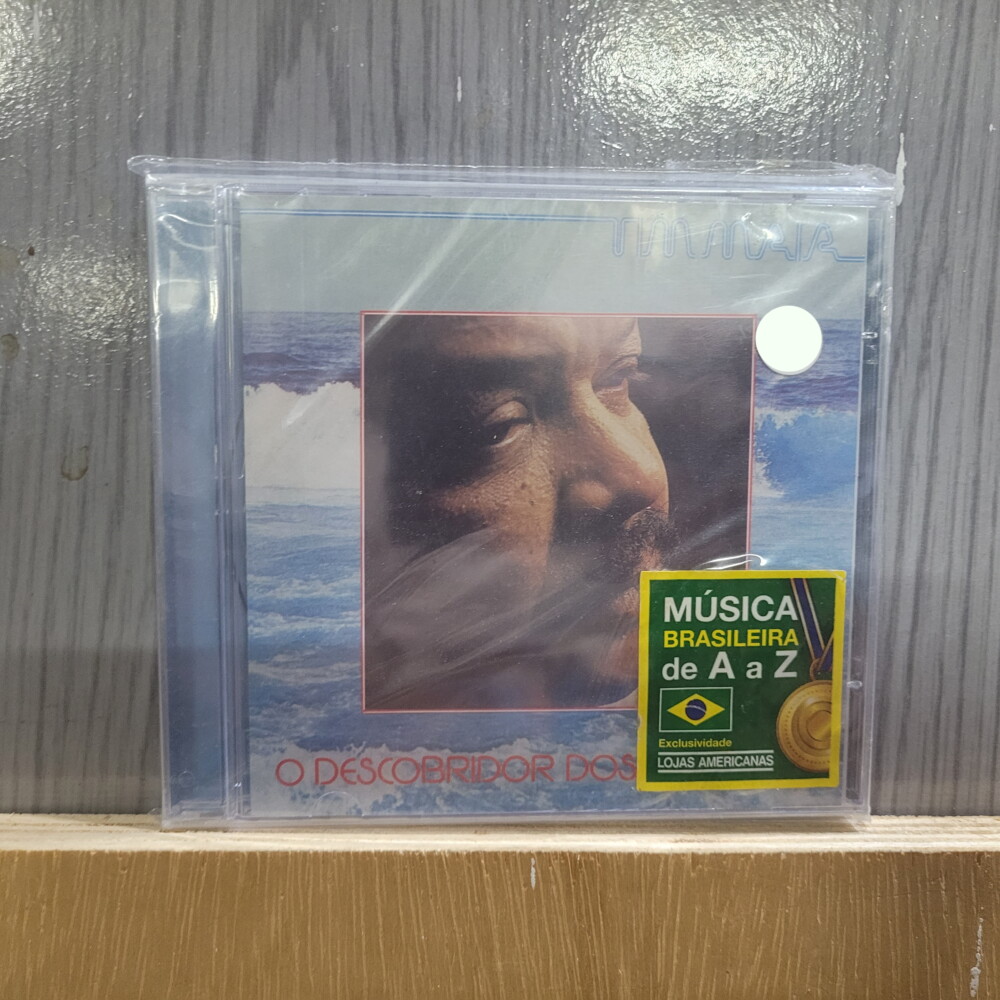 TIM MAIA
O DESCOBRIDOR DOS
MÚSICA
BRASILEIRA
de A a Z
Exclusividade
LOJAS AMERICANAS